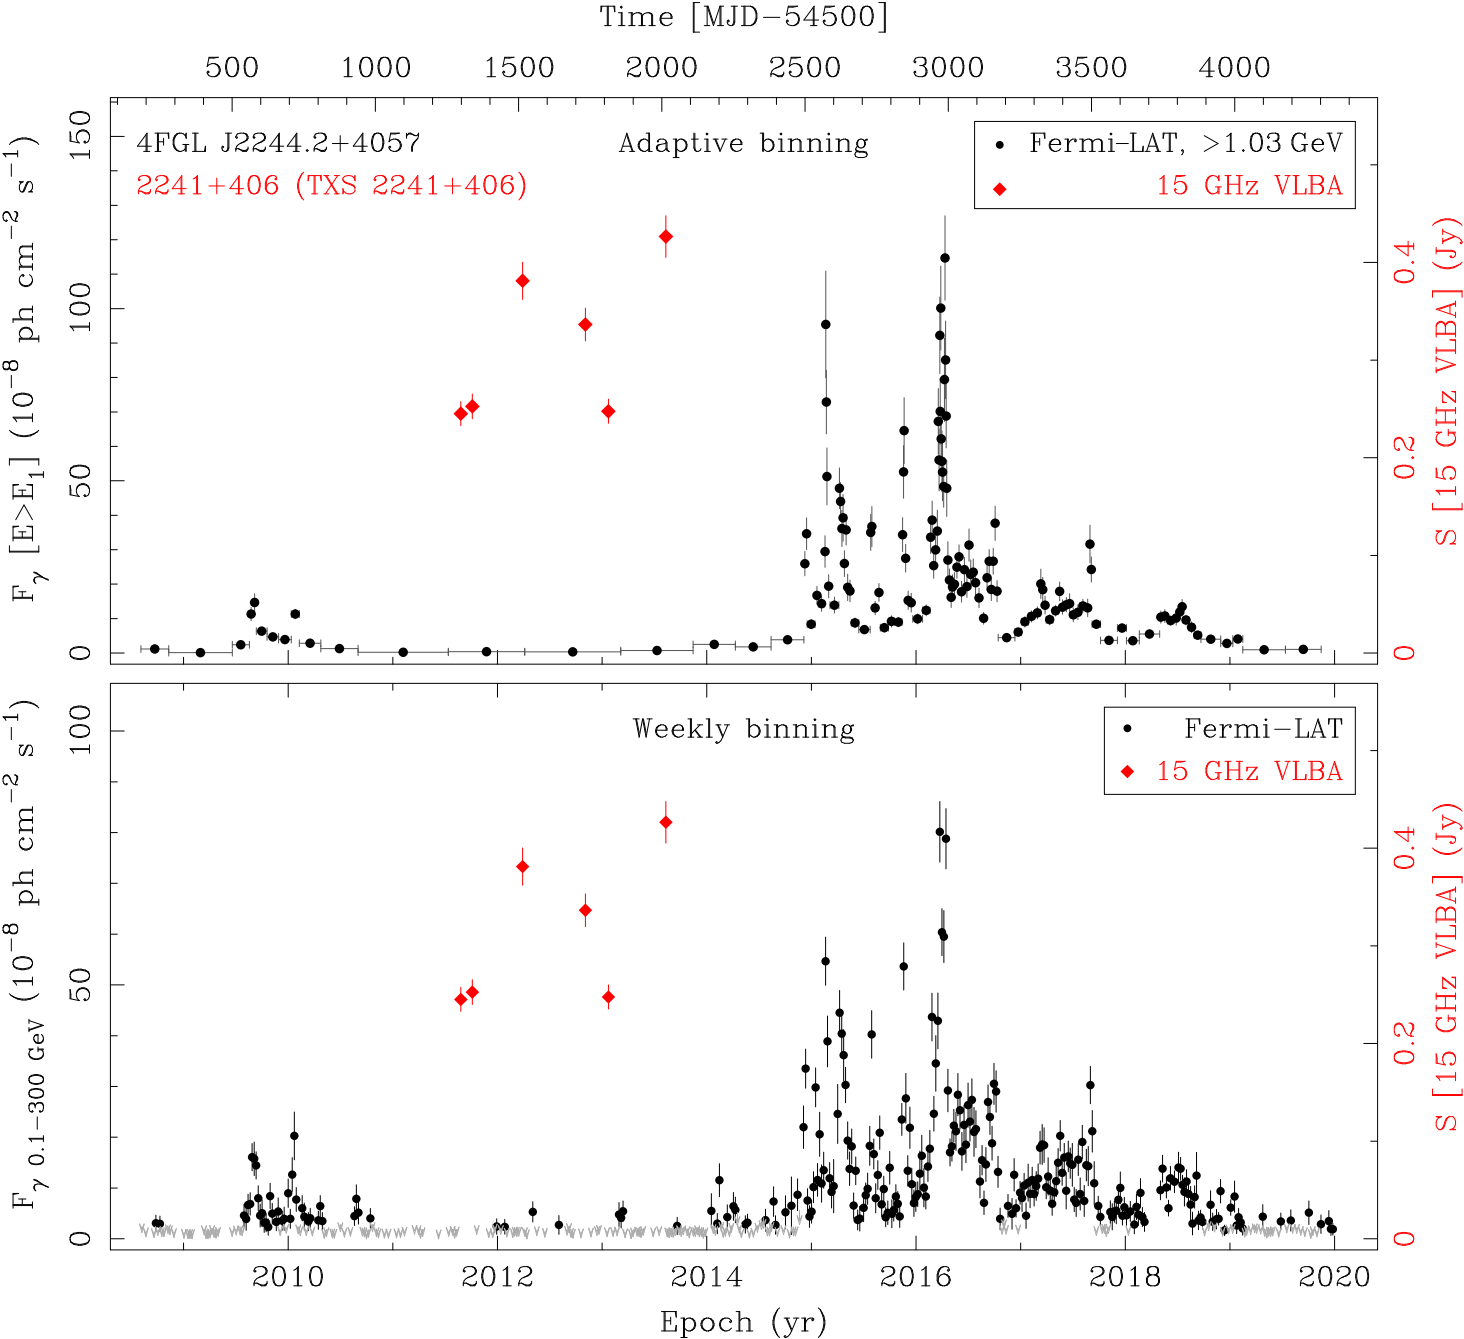 Time [MJD−54500]
500 1000 1500 2000 2500 3000 3500 4000
4FGL J2244.2+4057
2241+406 (TXS 2241+406)
Adaptive binning
Fermi−LAT, >1.03 GeV
15 GHz VLBA
150
100
50
0
Fγ [E>E1] (10−8 ph cm−2 s−1)
0.4
0.2
0
S [15 GHz VLBA] (Jy)
Weekly binning
Fermi−LAT
15 GHz VLBA
100
50
0
Fγ 0.1−300 GeV (10−8 ph cm−2 s−1)
0.4
0.2
0
S [15 GHz VLBA] (Jy)
2010 2012 2014 2016 2018 2020
Epoch (yr)